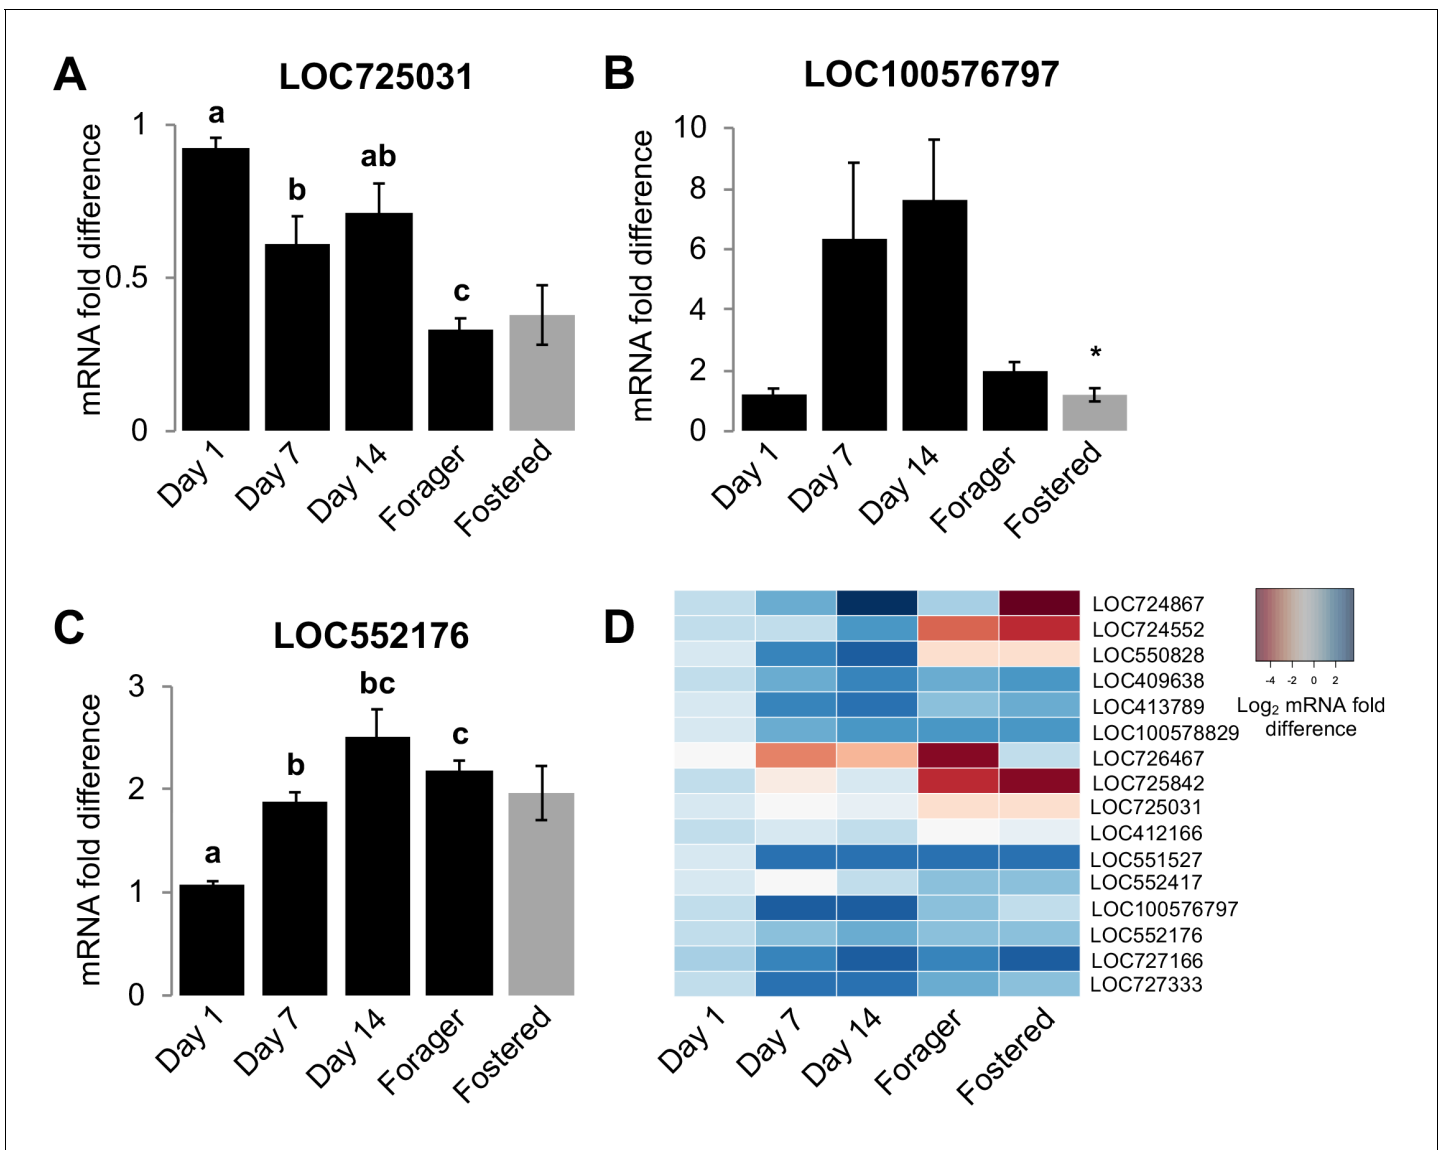 A
LOC725031
mRNA fold difference
1
0.5
0
a
b
ab
c
Day 1
Day 7
Day 14
Forager
Fostered
B
LOC100576797
mRNA fold difference
10
8
6
4
2
0
*
Day 1
Day 7
Day 14
Forager
Fostered
C
LOC552176
mRNA fold difference
3
2
1
0
a
b
bc
c
Day 1
Day 7
Day 14
Forager
Fostered
D
LOC724867
LOC724552
LOC550828
LOC409638
LOC413789
LOC100578829
LOC726467
LOC725842
LOC725031
LOC412166
LOC551527
LOC552417
LOC100576797
LOC552176
LOC727166
LOC727333
Day 1
Day 7
Day 14
Forager
Fostered
-4 -2 0 2
Log₂ mRNA fold
difference